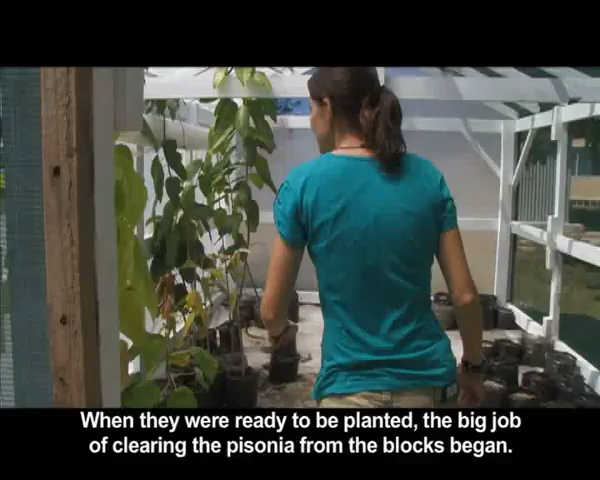 When they were ready to be planted, the big job
of clearing the pisonia from the blocks began.